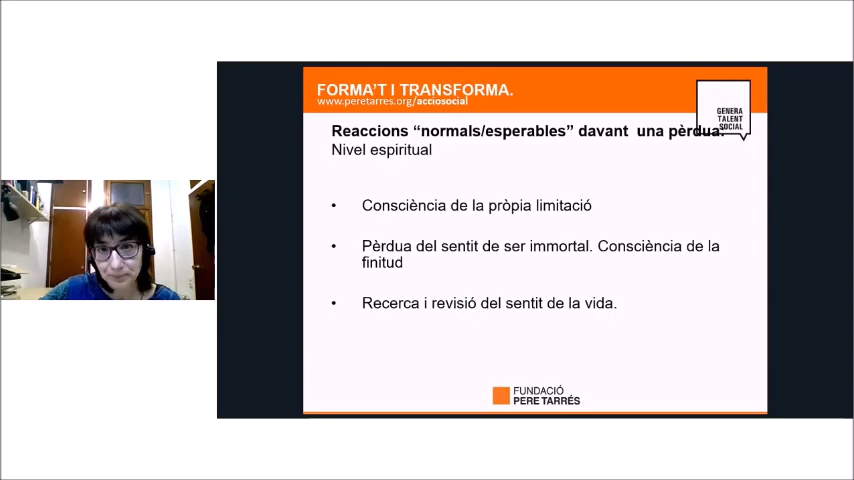 FORMA'T I TRANSFORMA.
www.peretarres.org/acciosocial
GENERA
TALENT
SOCIAL
Reaccions “normals/esperables” davant una pèrdua.
Nivel espiritual
• Consciència de la pròpia limitació
• Pèrdua del sentit de ser immortal. Consciència de la
finitud
• Recerca i revisió del sentit de la vida.
FUNDACIÓ
PERE TARRÉS